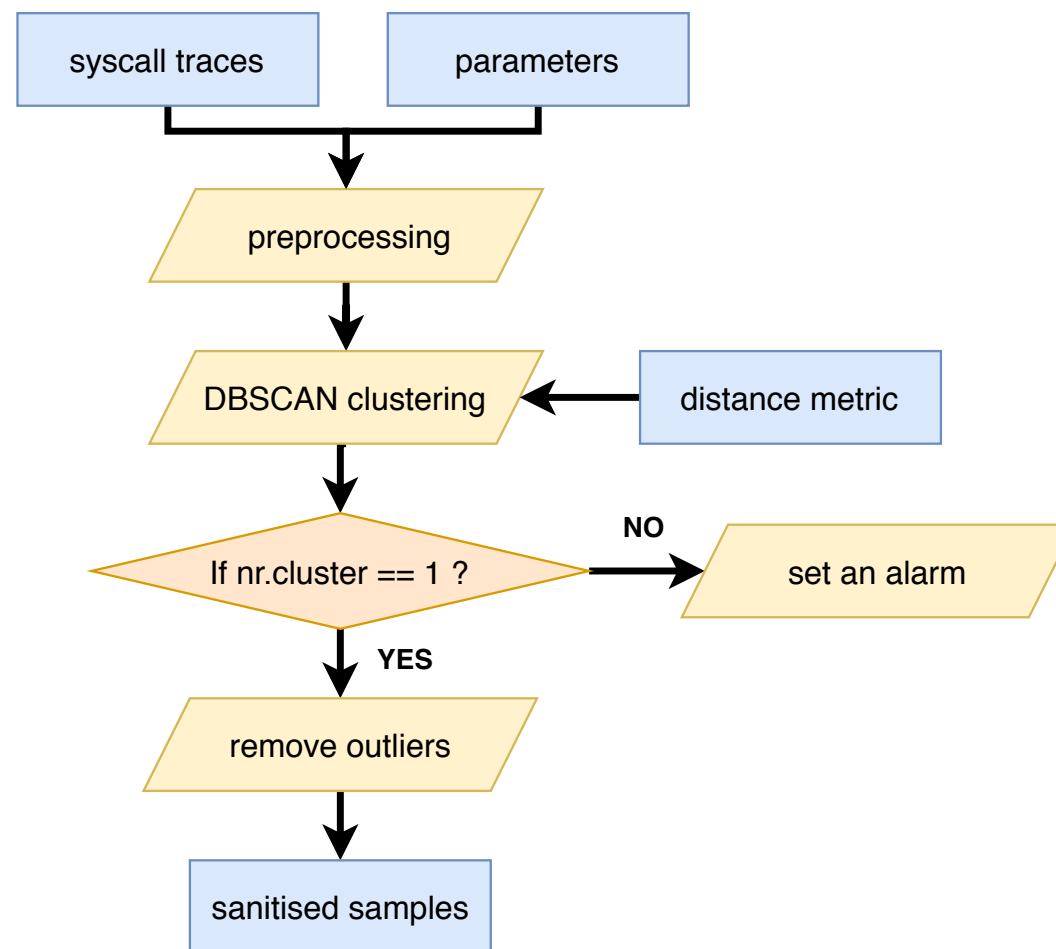 syscall traces
parameters
preprocessing
DBSCAN clustering
distance metric
If nr.cluster == 1 ?
NO
set an alarm
YES
remove outliers
sanitised samples